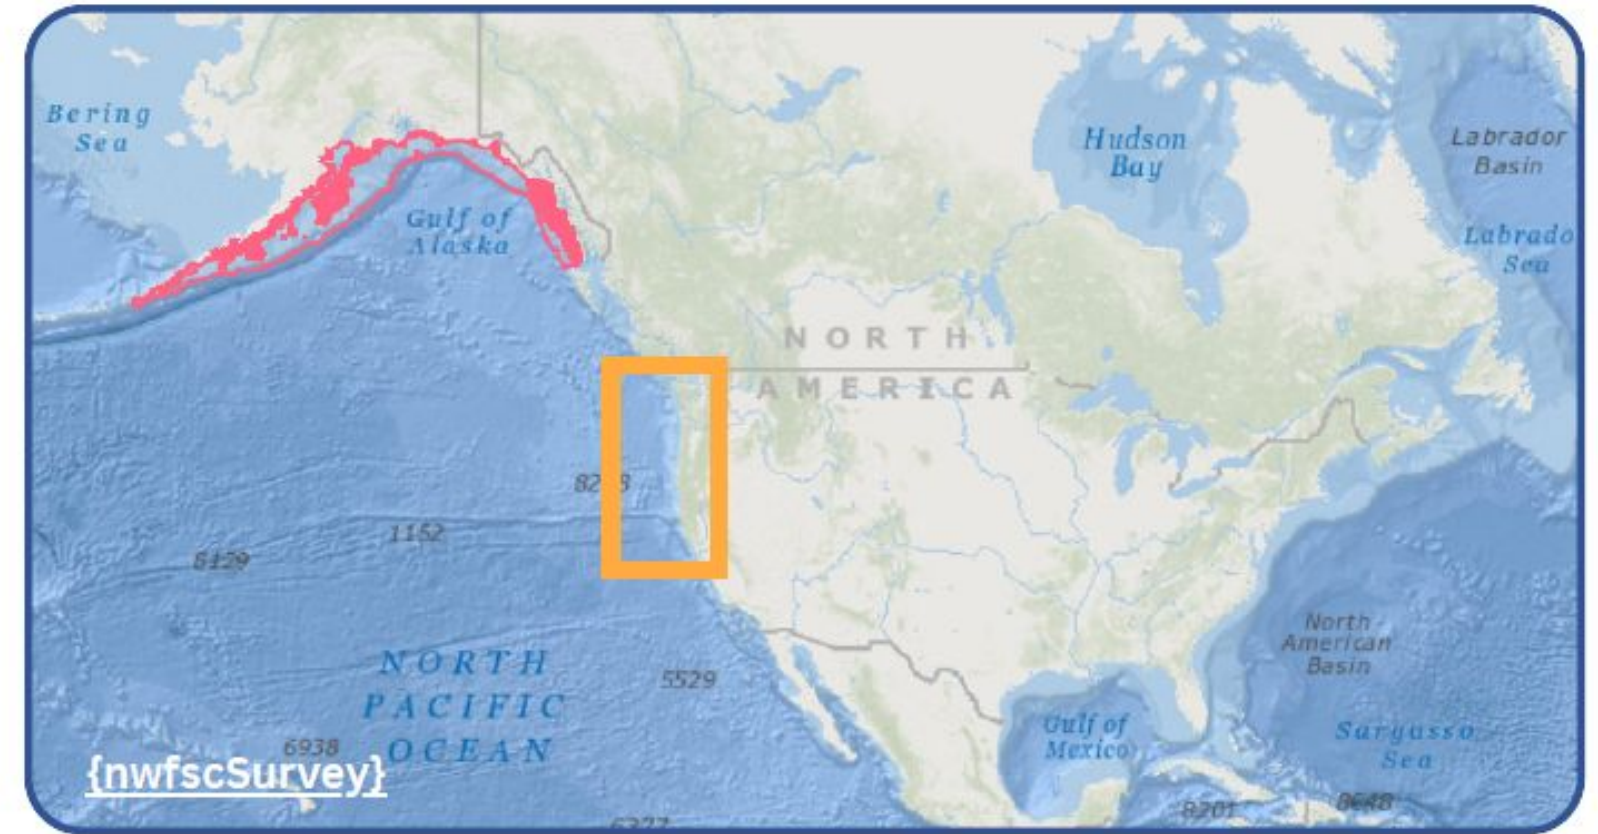 Bering
Sea
Hudson
Bay
Labrador
Basin
Gulf of
Alaska
Labrado
Sea
NORTH
AMERICA
1152
8129
North
American
Basin
NORTH
PACIFIC
OCEAN
5529
Gulf of
Mexico
Sargasso
Sea
6938
{nwfscSurvey}
8201